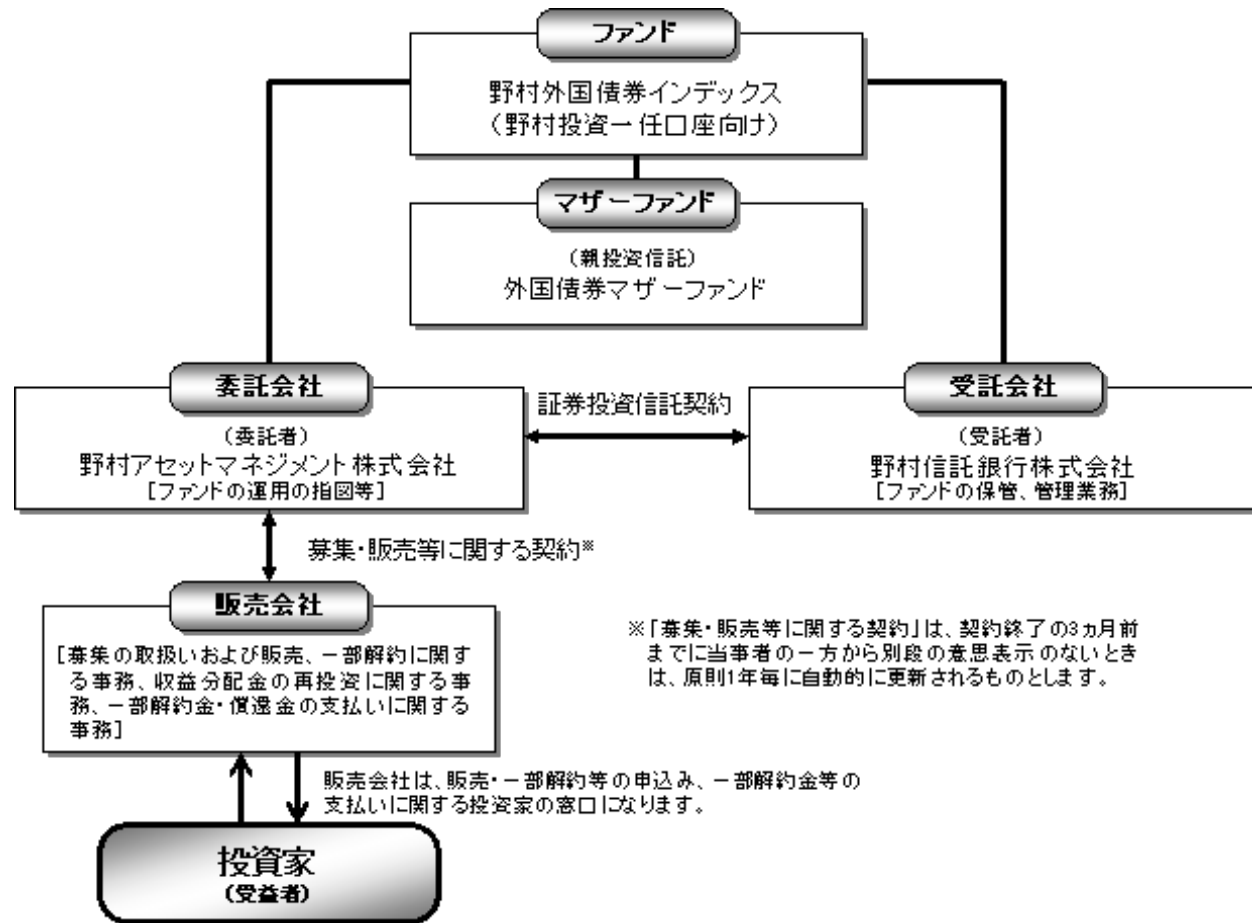 ファンド
野村外国債券インデックス
（野村投資一任口座向け）
マザーファンド
（親投資信託）
外国債券マザーファンド
委託会社
（委託者）
野村アセットマネジメント株式会社
[ファンドの運用の指図等]
証券投資信託契約
受託会社
（受託者）
野村信託銀行株式会社
[ファンドの保管、管理業務]
募集・販売等に関する契約※
販売会社
[募集の取扱いおよび販売、一部解約に関す
る事務、収益分配金の再投資に関する事
務、一部解約金・償還金の支払いに関する
事務]
※「募集・販売等に関する契約」は、契約終了の3ヵ月前
までに当事者の一方から別段の意思表示のないとき
は、原則1年毎に自動的に更新されるものとします。
販売会社は、販売・一部解約等の申込み、一部解約金等の
支払いに関する投資家の窓口になります。
投資家
（受益者）